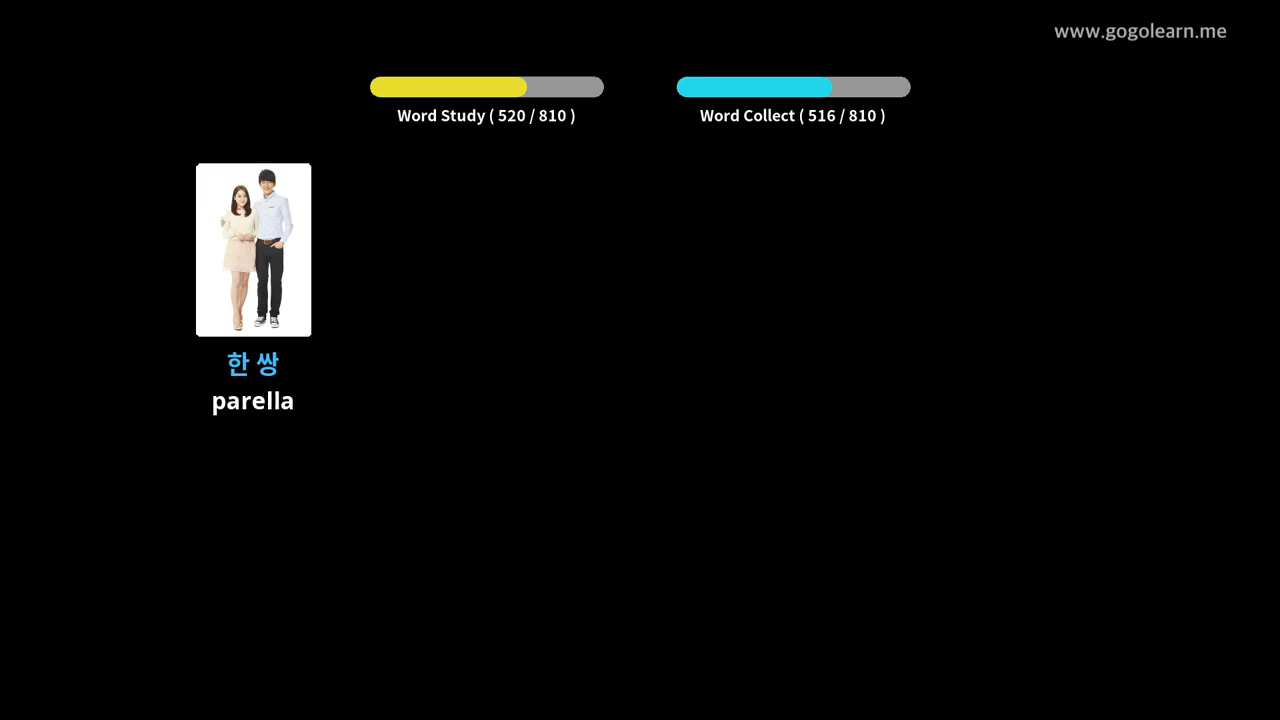 www.gogolearn.me
Word Study ( 520 / 810 )
Word Collect ( 516 / 810 )
한 쌍
parella